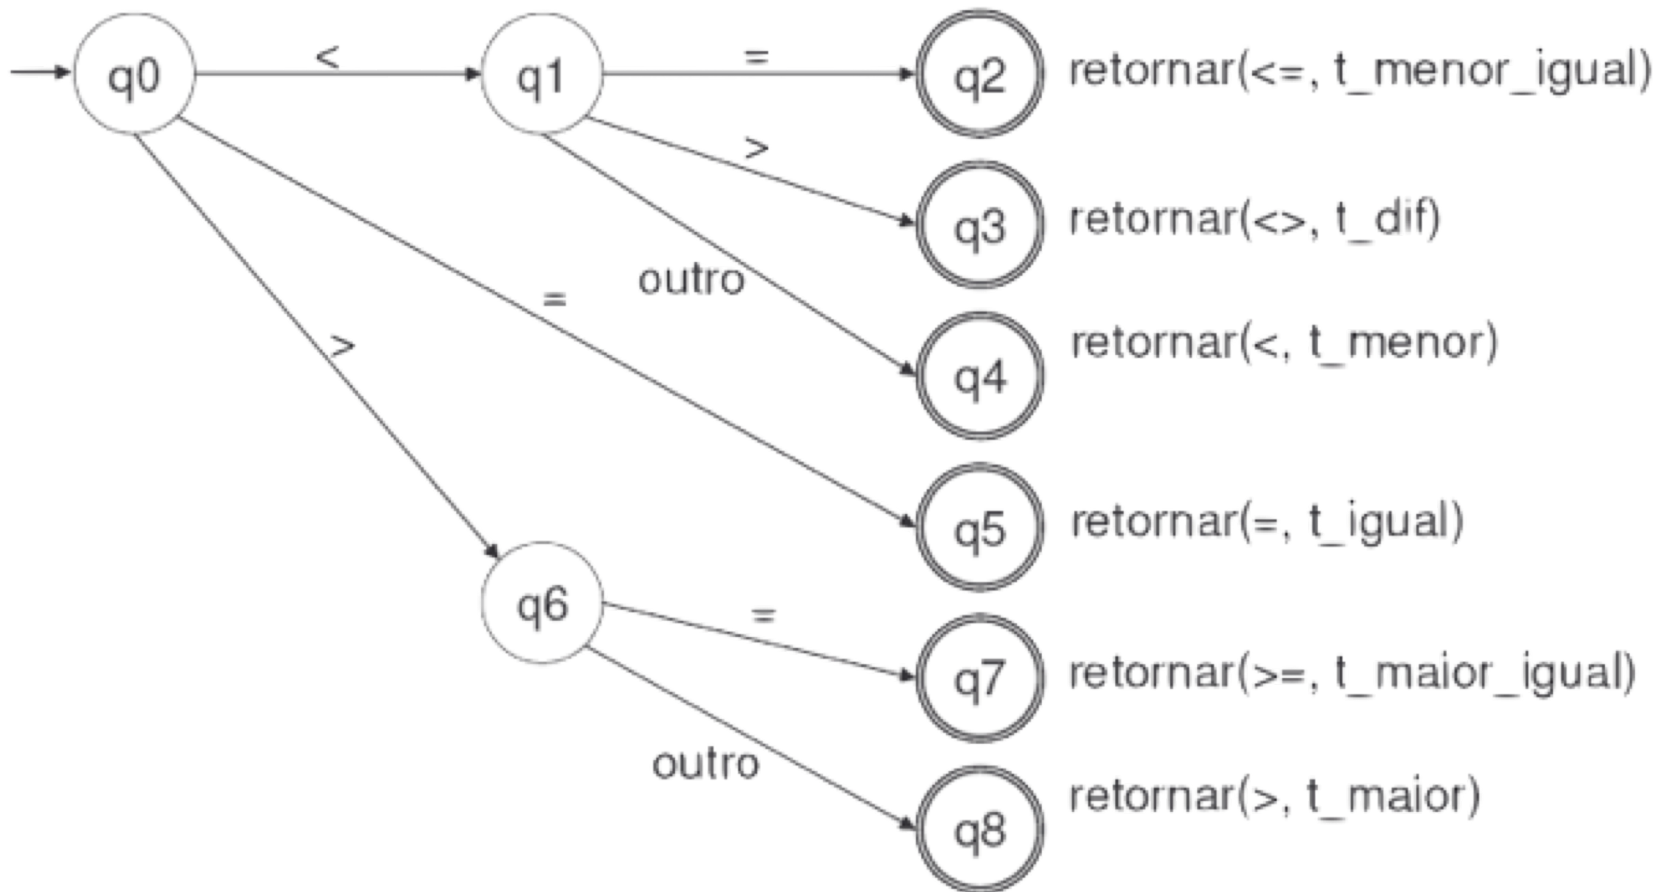 q0 < q1 = q2 retornar(<=, t_menor_igual)
> q3 retornar(<>, t_dif)
outro q4 retornar(<, t_menor)
= q5 retornar(=, t_igual)
>
q6 = q7 retornar(>=, t_maior_igual)
outro q8 retornar(>, t_maior)